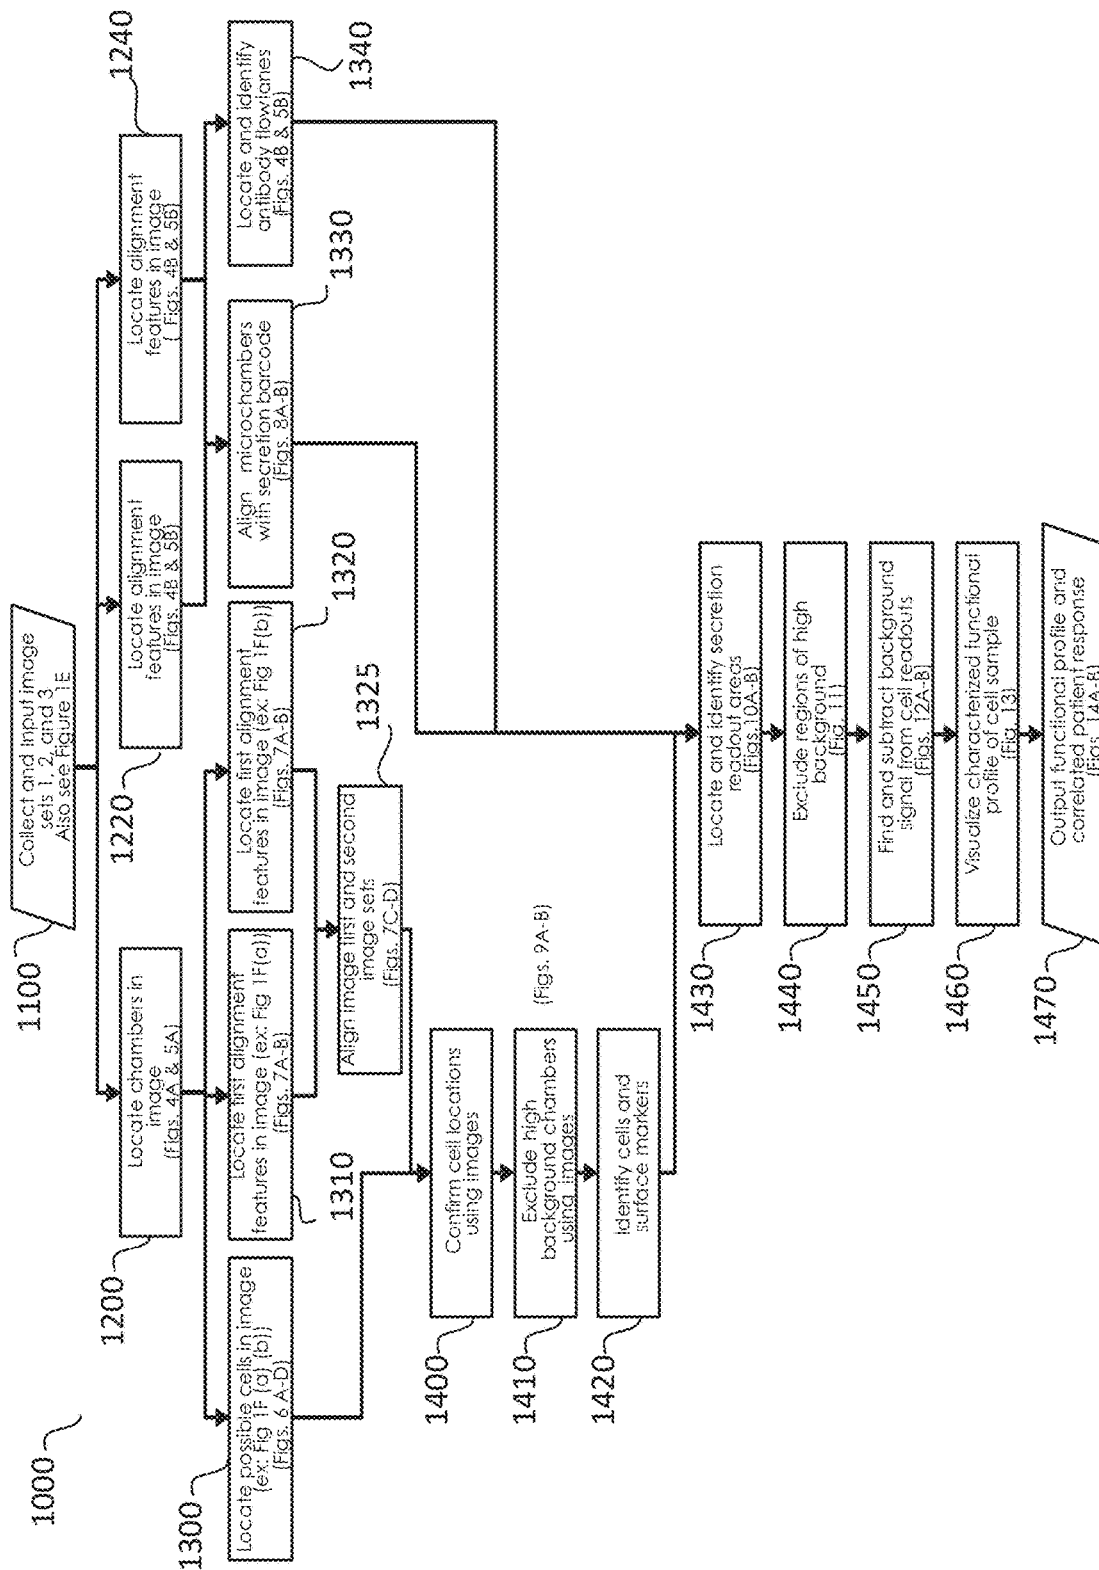 1000
1100
Collect and Input image
sets 1, 2, and 3
Also see Figure 1E
1200
Locate chambers in
image
(Figs. 4A & 5A)
1220
Locate alignment
features in image
(Figs. 4B & 5B)
1240
Locate alignment
features in image
( Figs. 4B & 5B)
1300
Locate possible cells in image
(ex: Fig 1F (a) (b))
(Figs. 6 A-D)
1310
Locate first alignment
features in image (ex: Fig 1F(a))
(Figs. 7A-B)
1320
Locate first alignment
features in image (ex: Fig 1F(b))
(Figs. 7A-B)
1325
Align image first and second
image sets
(Figs. 7C-D)
1330
Align microchambers
with secretion barcode
(Figs. 8A-B)
1340
Locate and identify
antibody flowlanes
(Figs. 4B & 5B)
1400
Confirm cell locations
using images
1410
Exclude high
background chambers
using images
(Figs. 9A-B)
1420
Identify cells and
surface markers
1430
Locate and identify secretion
readout areas
(Figs.10A-B)
1440
Exclude regions of high
background
(Fig. 11)
1450
Find and subtract background
signal from cell readouts
(Figs. 12A-B)
1460
Visualize characterized functional
profile of cell sample
(Fig. 13)
1470
Output functional profile and
correlated patient response
(Figs. 14A-B)